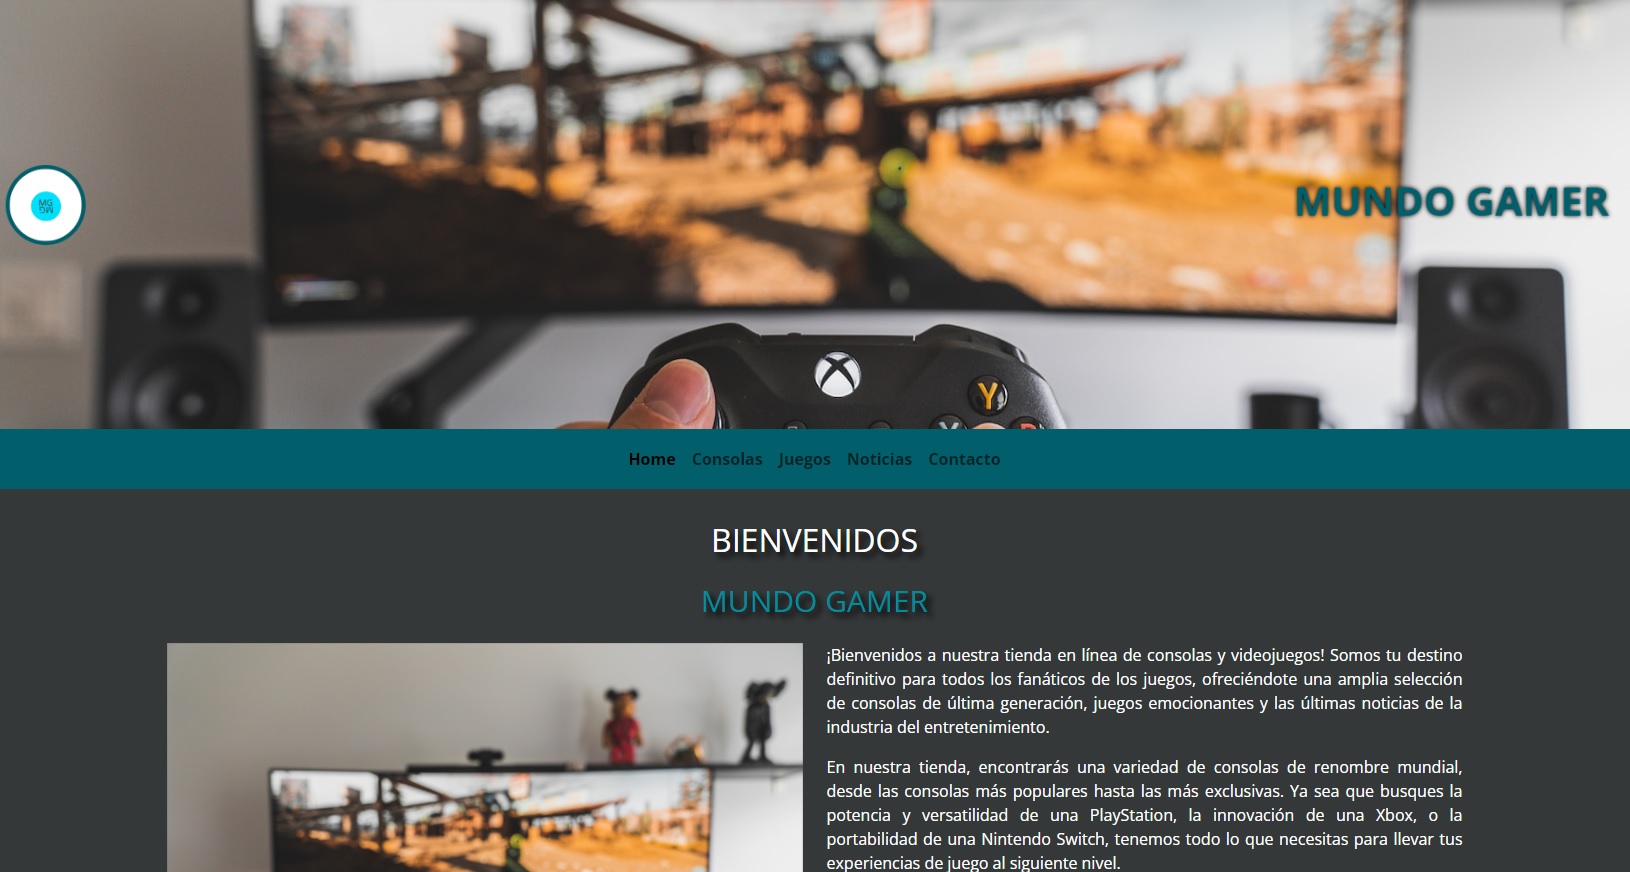 MG
MG
MUNDO GAMER
Y
Home Consolas Juegos Noticias Contacto
BIENVENIDOS
MUNDO GAMER
¡Bienvenidos a nuestra tienda en línea de consolas y videojuegos! Somos tu destino
definitivo para todos los fanáticos de los juegos, ofreciéndote una amplia selección
de consolas de última generación, juegos emocionantes y las últimas noticias de la
industria del entretenimiento.
En nuestra tienda, encontrarás una variedad de consolas de renombre mundial,
desde las consolas más populares hasta las más exclusivas. Ya sea que busques la
potencia y versatilidad de una PlayStation, la innovación de una Xbox, o la
portabilidad de una Nintendo Switch, tenemos todo lo que necesitas para llevar tus
experiencias de juego al siguiente nivel.